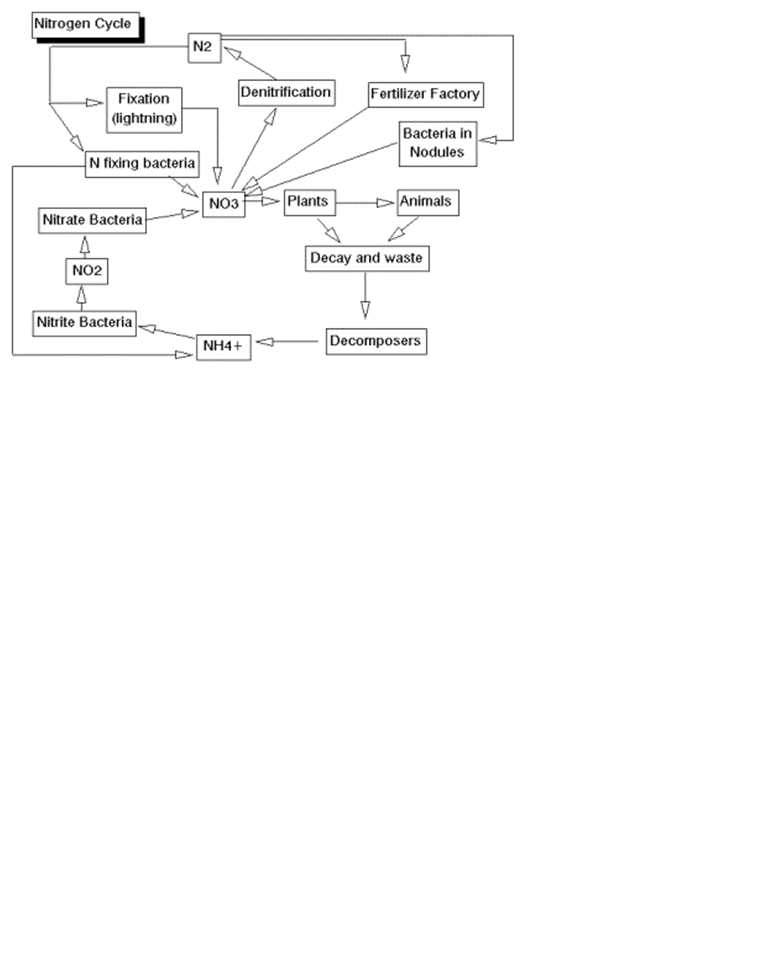 Nitrogen Cycle
N2
Fixation
(lightning)
Denitrification
Fertilizer Factory
Bacteria in
Nodules
N fixing bacteria
NO3
Plants
Animals
Nitrate Bacteria
Decay and waste
NO2
Nitrite Bacteria
NH4+
Decomposers